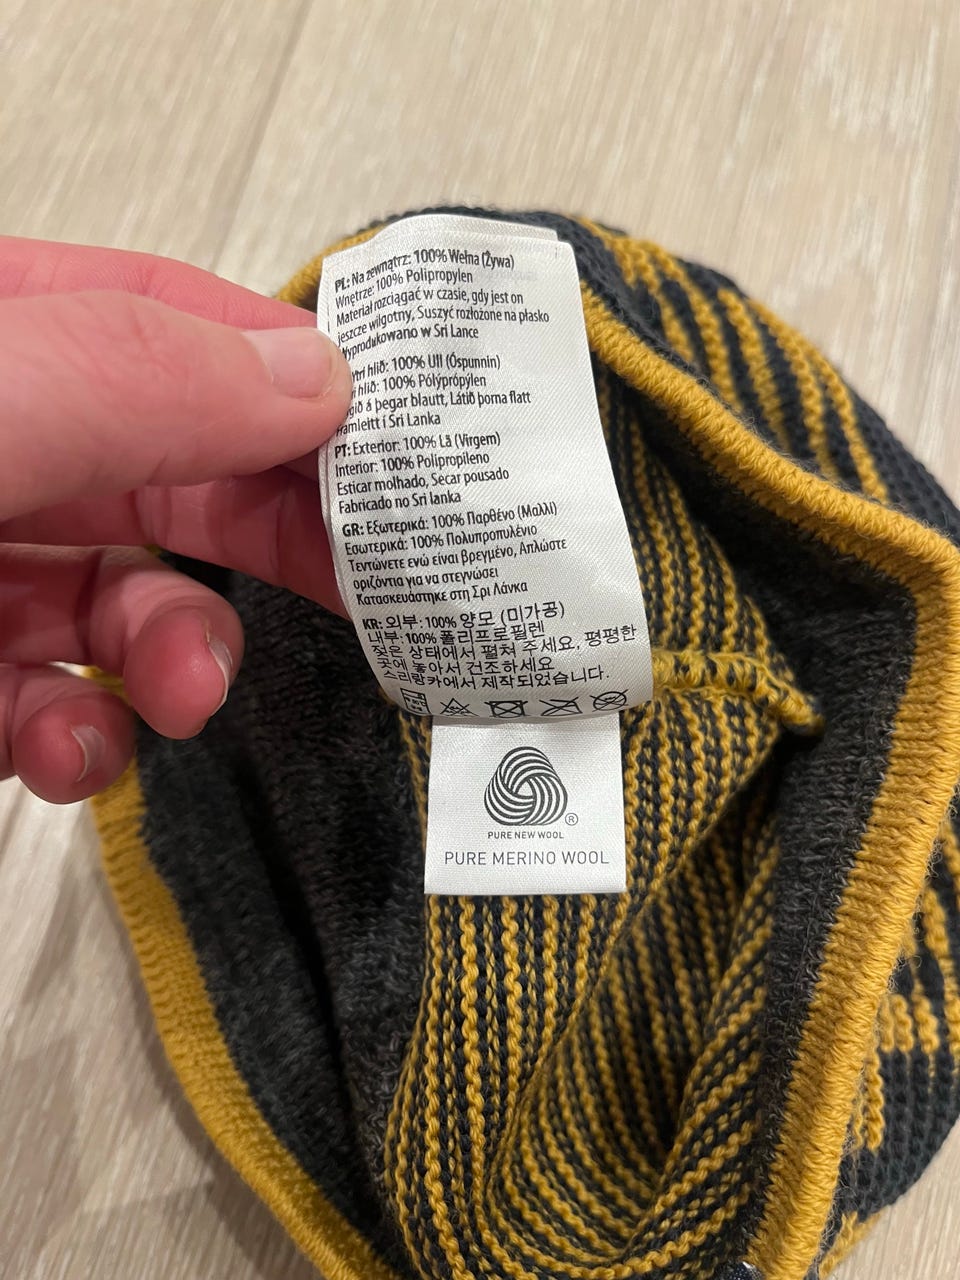 PL: Na zewnątrz: 100% Wełna (Żywa)
Wnętrze: 100% Polipropylen
Materiał rozciągać w czasie, gdy jest on
jeszcze wilgotny, Suszyć rozłożone na płasko
Wyprodukowano w Sri Lance
hlið: 100% Ull (Óspunnin)
hlið: 100% Pólýprópýlen
á þegar blautt, Látið þorna flatt
Framleitt í Sri Lanka
PT: Exterior: 100% Lã (Virgem)
Interior: 100% Polipropileno
Esticar molhado, Secar pousado
Fabricado no Sri lanka
GR: Εξωτερικά: 100% Παρθένο (Μαλλί)
Εσωτερικά: 100% Πολυπροπυλένιο
Τεντώνετε ενώ είναι βρεγμένο, Απλώστε
οριζόντια για να στεγνώσει
Κατασκευάστηκε στη Σρι Λάνκα
KR: 외부: 100% 양모 (미가공)
내부: 100% 폴리프로필렌
젖은 상태에서 펼쳐 주세요, 평평한
곳에 놓아서 건조하세요
스리랑카에서 제작되었습니다.
®
PURE NEW WOOL
PURE MERINO WOOL